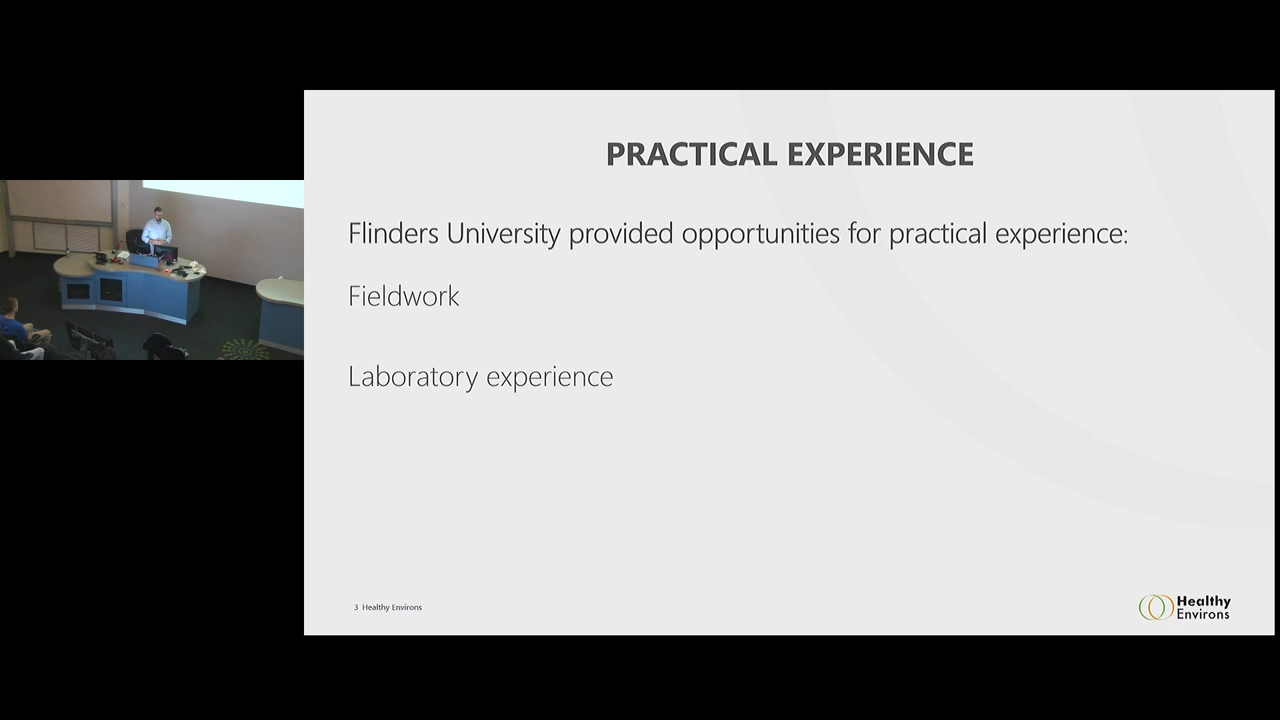 PRACTICAL EXPERIENCE
Flinders University provided opportunities for practical experience:
Fieldwork
Laboratory experience
3 Healthy Environs
Healthy
Environs